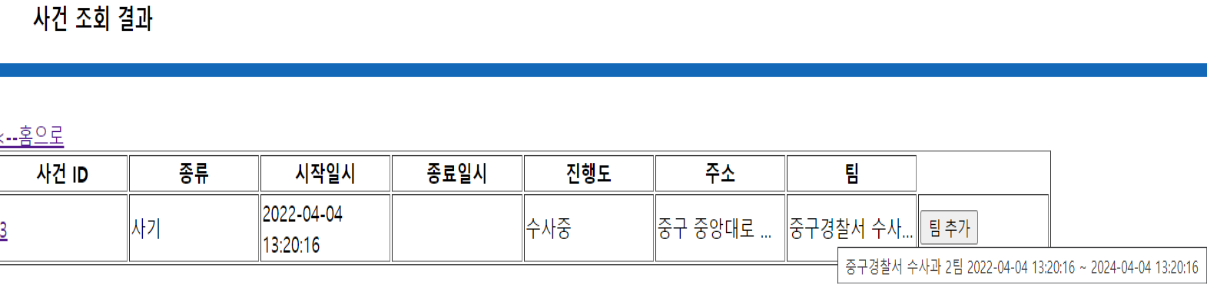 사건 조회 결과
<--홈으로
사건 ID 종류 시작일시 종료일시 진행도 주소 팀
3 사기 2022-04-04 13:20:16 수사중 중구 중앙대로 ... 중구경찰서 수사... 팀 추가
중구경찰서 수사과 2팀 2022-04-04 13:20:16 ~ 2024-04-04 13:20:16